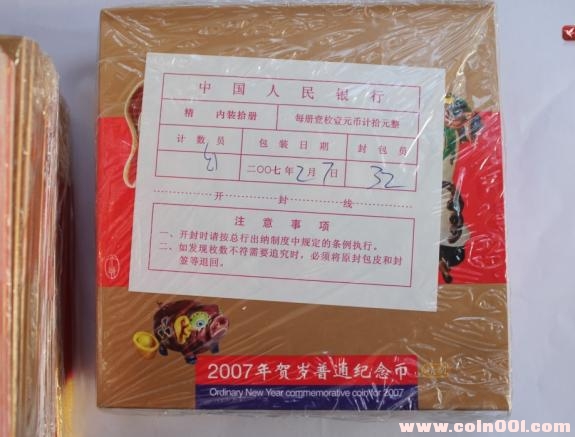 中国人民银行
精 内装拾册 每册壹枚壹元币计拾元整
计数员 包装日期 封包员
二〇〇七年2月7日 32
开封线
注意事项
一、开封时请按总行出纳制度中规定的条例执行。
二、如发现枚数不符需要追究时，必须将原封包皮和封
签等退回。
2007年贺岁普通纪念币
Ordinary New Year commemorative coin for 2007
www.coin001.com